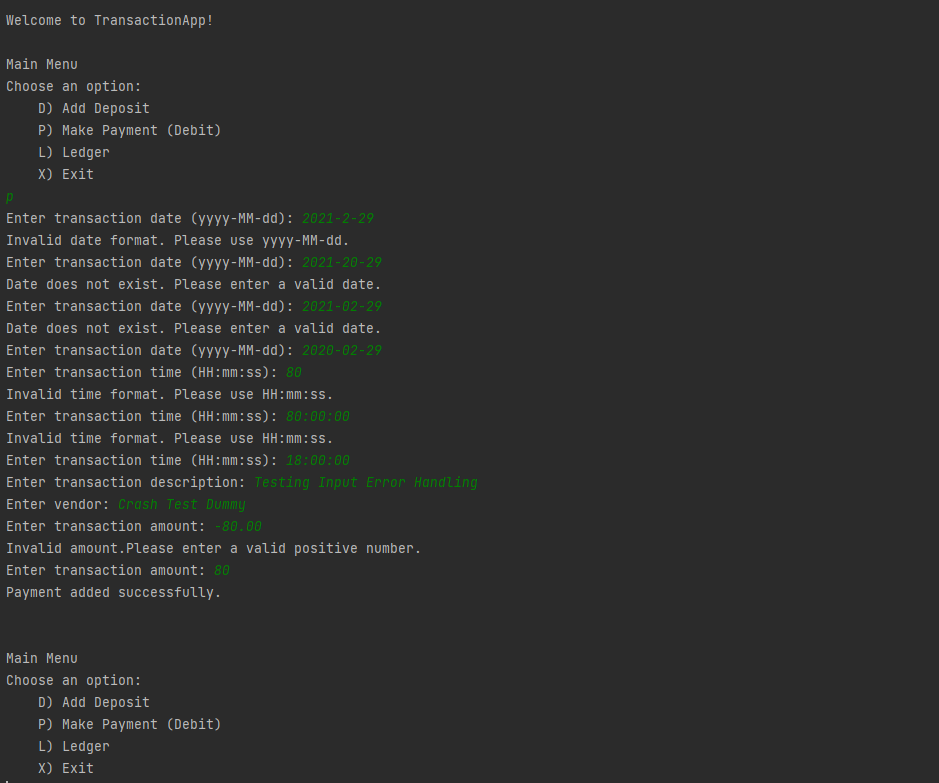 Welcome to TransactionApp!
Main Menu
Choose an option:
D) Add Deposit
P) Make Payment (Debit)
L) Ledger
X) Exit
p
Enter transaction date (yyyy-MM-dd): 2021-2-29
Invalid date format. Please use yyyy-MM-dd.
Enter transaction date (yyyy-MM-dd): 2021-20-29
Date does not exist. Please enter a valid date.
Enter transaction date (yyyy-MM-dd): 2021-02-29
Date does not exist. Please enter a valid date.
Enter transaction date (yyyy-MM-dd): 2020-02-29
Enter transaction time (HH:mm:ss): 80
Invalid time format. Please use HH:mm:ss.
Enter transaction time (HH:mm:ss): 80:00:00
Invalid time format. Please use HH:mm:ss.
Enter transaction time (HH:mm:ss): 18:00:00
Enter transaction description: Testing Input Error Handling
Enter vendor: Crash Test Dummy
Enter transaction amount: -80.00
Invalid amount.Please enter a valid positive number.
Enter transaction amount: 80
Payment added successfully.
Main Menu
Choose an option:
D) Add Deposit
P) Make Payment (Debit)
L) Ledger
X) Exit